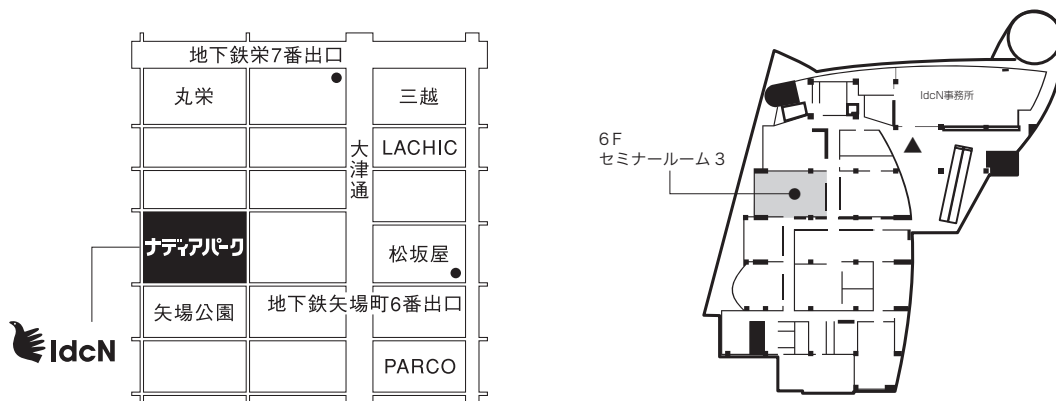 地下鉄栄7番出口
丸栄
三越
大津通
LACHIC
ナディアパーク
松坂屋
矢場公園
地下鉄矢場町6番出口
IdcN
PARCO
IdcN事務所
6F
セミナールーム3